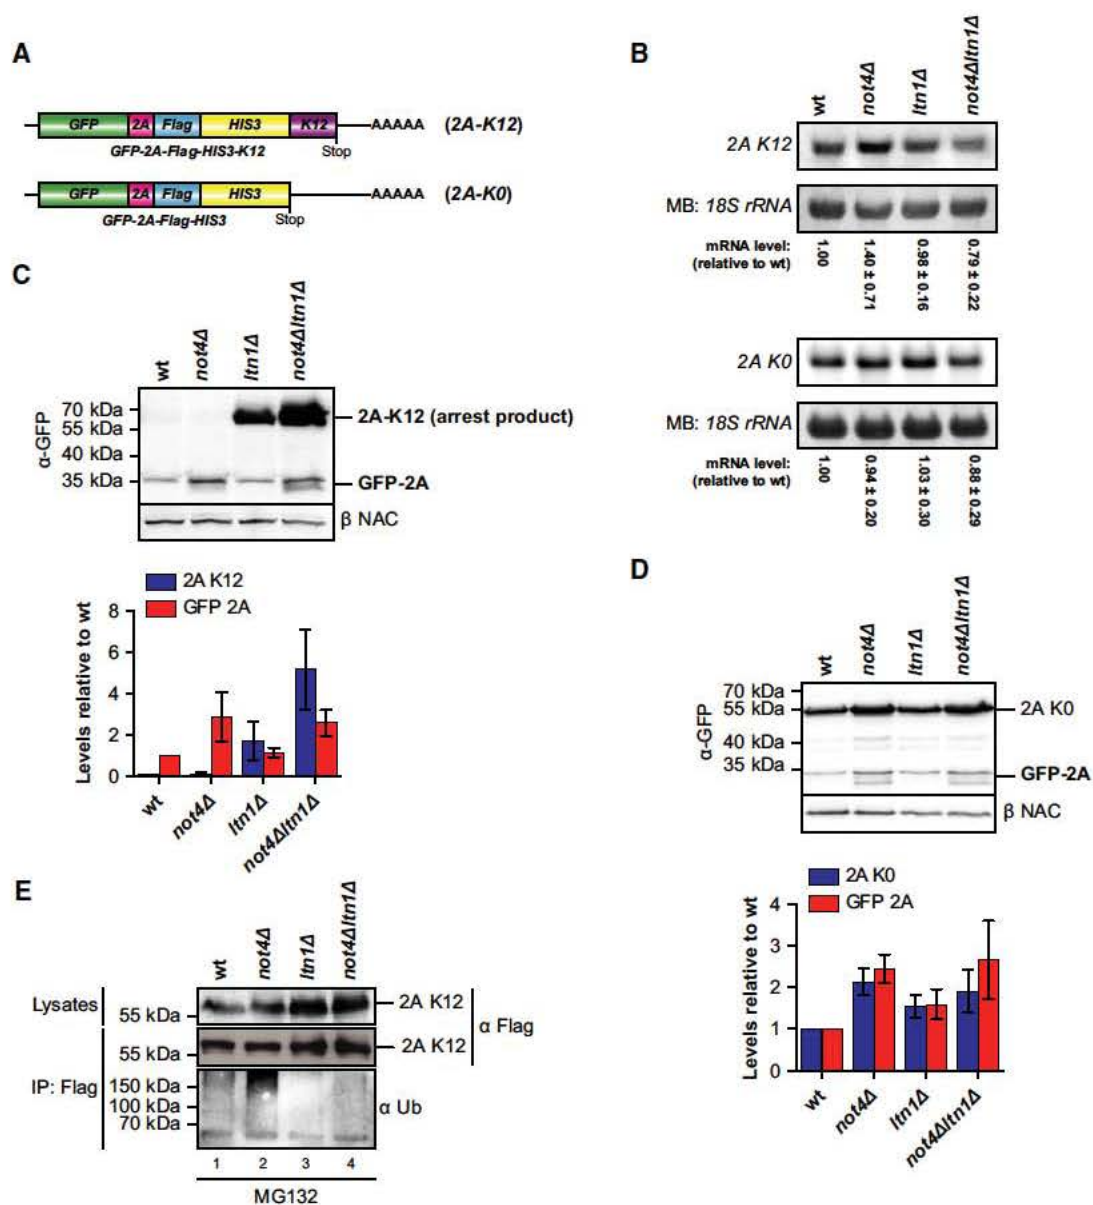 A
GFP 2A Flag HIS3 K12 AAAAA (2A-K12)
GFP-2A-Flag-HIS3-K12 Stop
GFP 2A Flag HIS3 AAAAA (2A-K0)
GFP-2A-Flag-HIS3 Stop
B
wt not4Δ ltn1Δ not4Δltn1Δ
2A K12
MB: 18S rRNA
mRNA level:
(relative to wt)
1.00 1.40 ± 0.71 0.98 ± 0.16 0.79 ± 0.22
2A K0
MB: 18S rRNA
mRNA level:
(relative to wt)
1.00 0.94 ± 0.20 1.03 ± 0.30 0.88 ± 0.29
C
wt not4Δ ltn1Δ not4Δltn1Δ
α-GFP
70 kDa
55 kDa
40 kDa
35 kDa
2A-K12 (arrest product)
GFP-2A
β NAC
2A K12
GFP 2A
Levels relative to wt
8
6
4
2
0
wt not4Δ ltn1Δ not4Δltn1Δ
D
wt not4Δ ltn1Δ not4Δltn1Δ
α-GFP
70 kDa
55 kDa
40 kDa
35 kDa
2A K0
GFP-2A
β NAC
2A K0
GFP 2A
Levels relative to wt
4
3
2
1
0
wt not4Δ ltn1Δ not4Δltn1Δ
E
wt not4Δ ltn1Δ not4Δltn1Δ
Lysates 55 kDa 2A K12
α Flag
55 kDa 2A K12
IP: Flag
150 kDa
100 kDa
70 kDa
α Ub
1 2 3 4
MG132